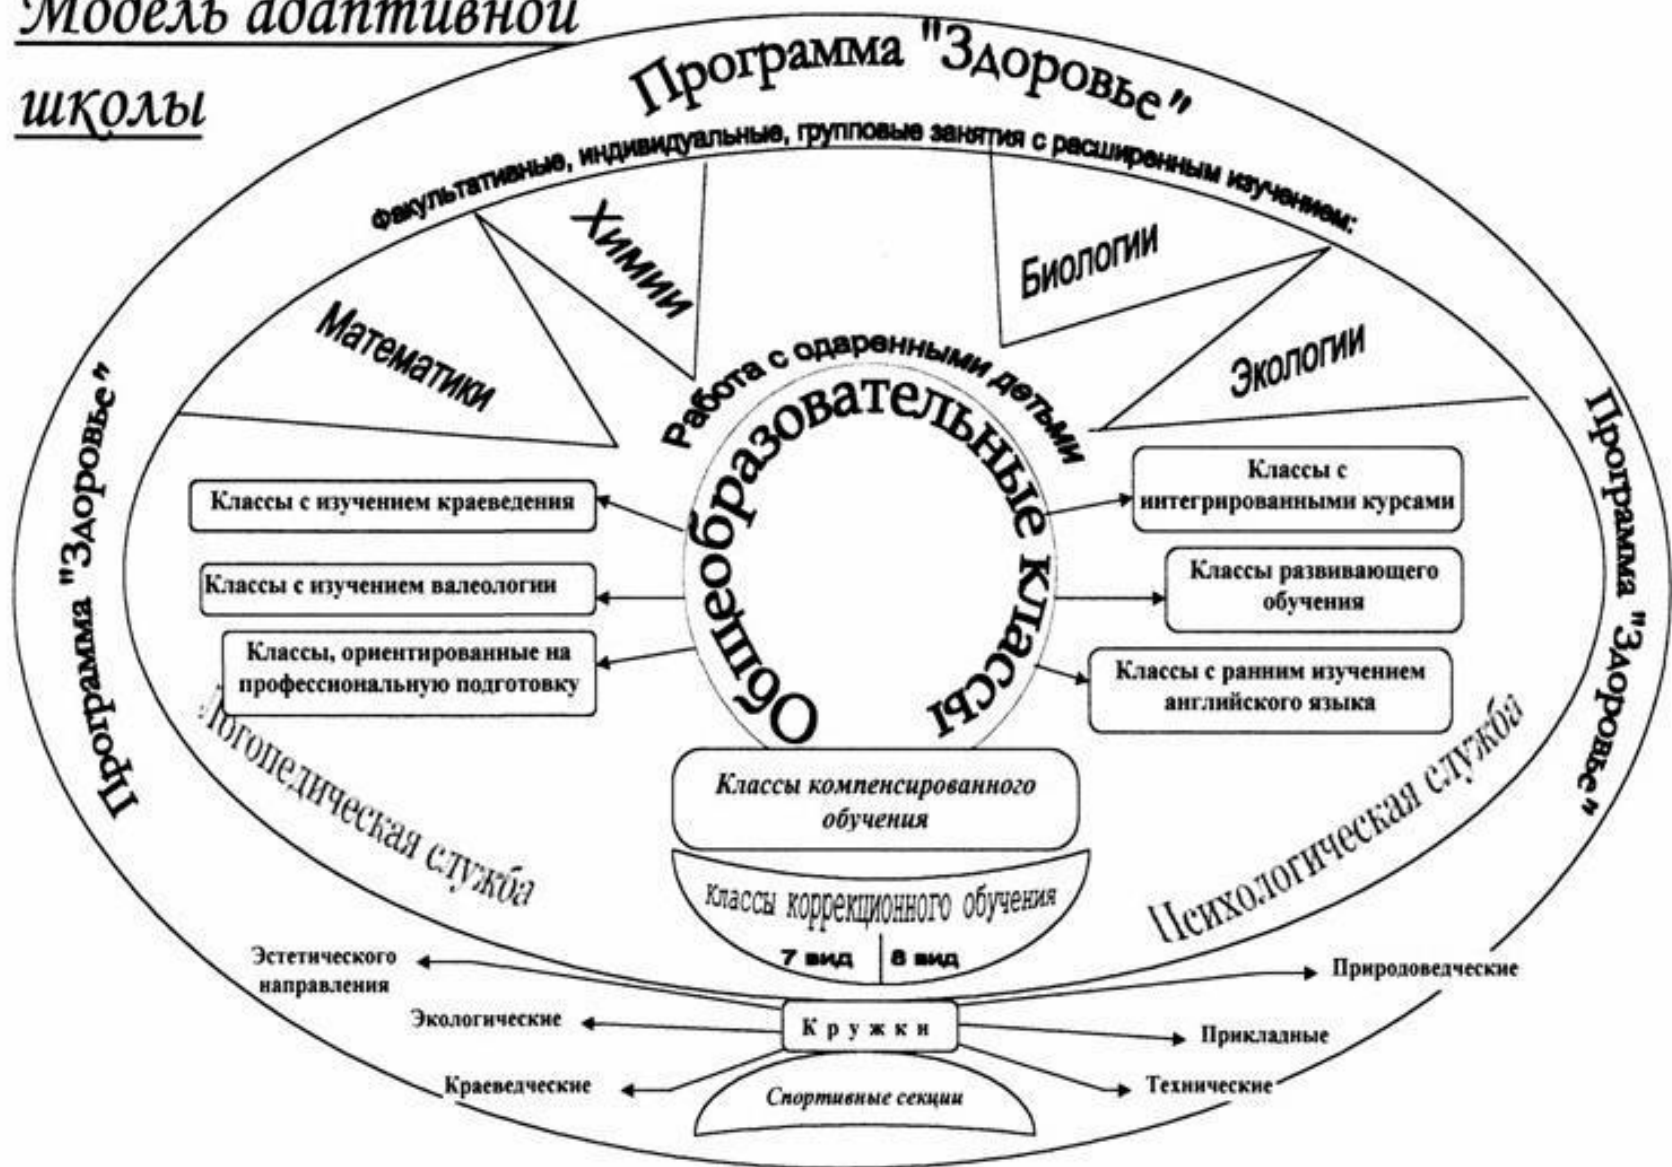 Модель адаптивной
школы
Программа "Здоровье"
Факультативные, индивидуальные, групповые занятия с расширенным изучением:
Математики
Химии
Биологии
Экологии
Работа с одаренными детьми
Общеобразовательные классы
Программа "Здоровье"
Программа "Здоровье"
Классы с изучением краеведения
Классы с изучением валеологии
Классы, ориентированные на
профессиональную подготовку
Классы с
интегрированными курсами
Классы развивающего
обучения
Классы с ранним изучением
английского языка
Логопедическая служба
Психологическая служба
Классы компенсированного
обучения
Классы коррекционного обучения
7 вид
8 вид
Эстетического
направления
Экологические
Краеведческие
Кружки
Природоведческие
Прикладные
Технические
Спортивные секции